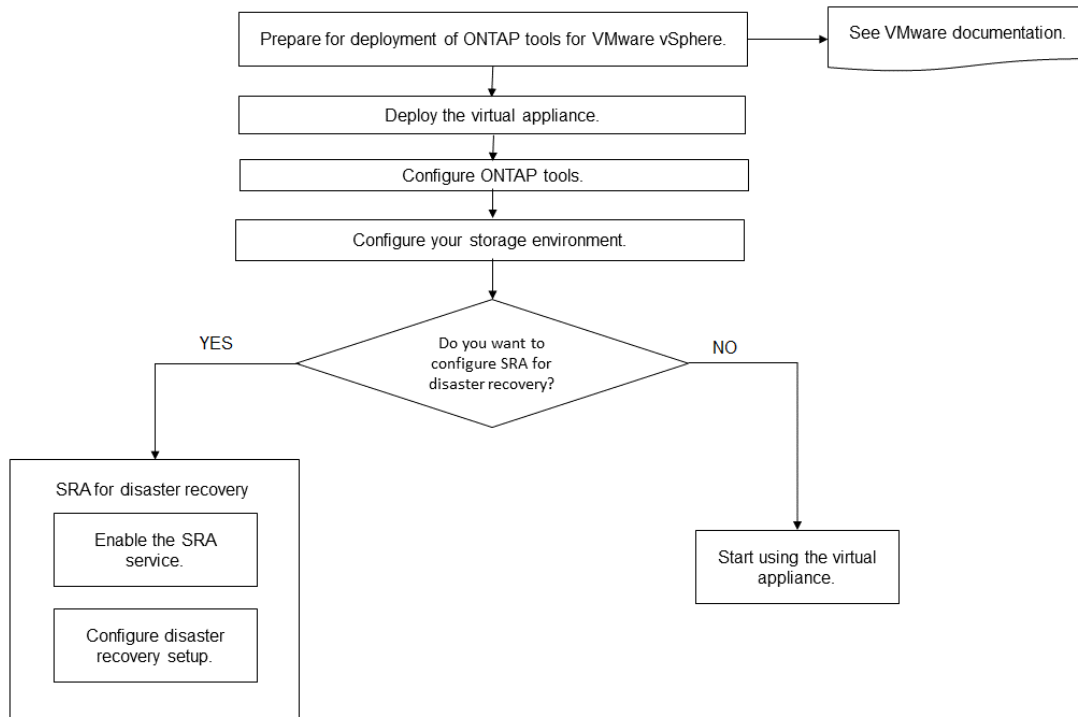 Prepare for deployment of ONTAP tools for VMware vSphere.
See VMware documentation.
Deploy the virtual appliance.
Configure ONTAP tools.
Configure your storage environment.
Do you want to
configure SRA for
disaster recovery?
YES
NO
SRA for disaster recovery
Enable the SRA
service.
Configure disaster
recovery setup.
Start using the virtual
appliance.